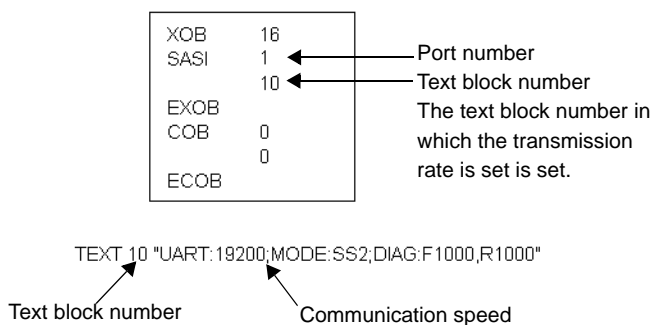 XOB 16
SASI 1
10
EXOB
COB 0
0
ECOB
Port number
Text block number
The text block number in
which the transmission
rate is set is set.
TEXT 10 "UART:19200;MODE:SS2;DIAG:F1000,R1000"
Text block number
Communication speed